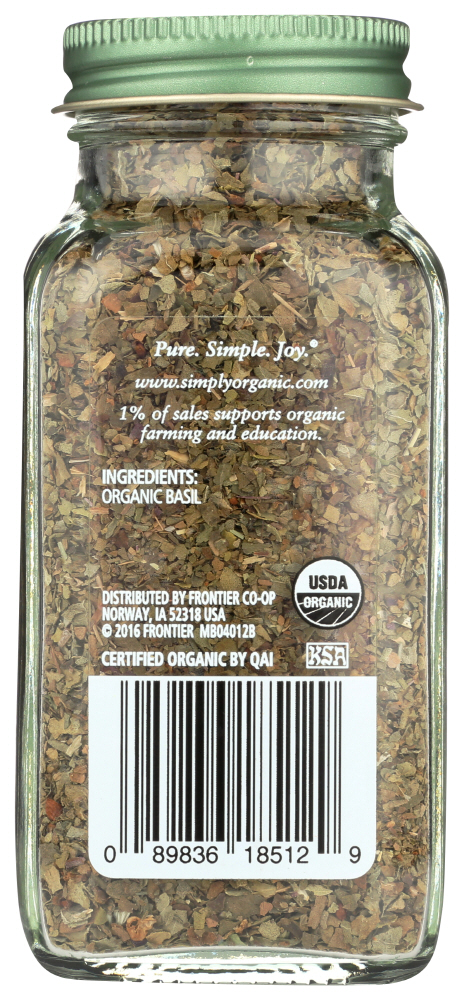 Pure. Simple. Joy.®
www.simplyorganic.com
1% of sales supports organic
farming and education.
INGREDIENTS:
ORGANIC BASIL
DISTRIBUTED BY FRONTIER CO-OP
NORWAY, IA 52318 USA
© 2016 FRONTIER MB04012B
CERTIFIED ORGANIC BY QAI
USDA
ORGANIC
KSA
0 89836 18512 9